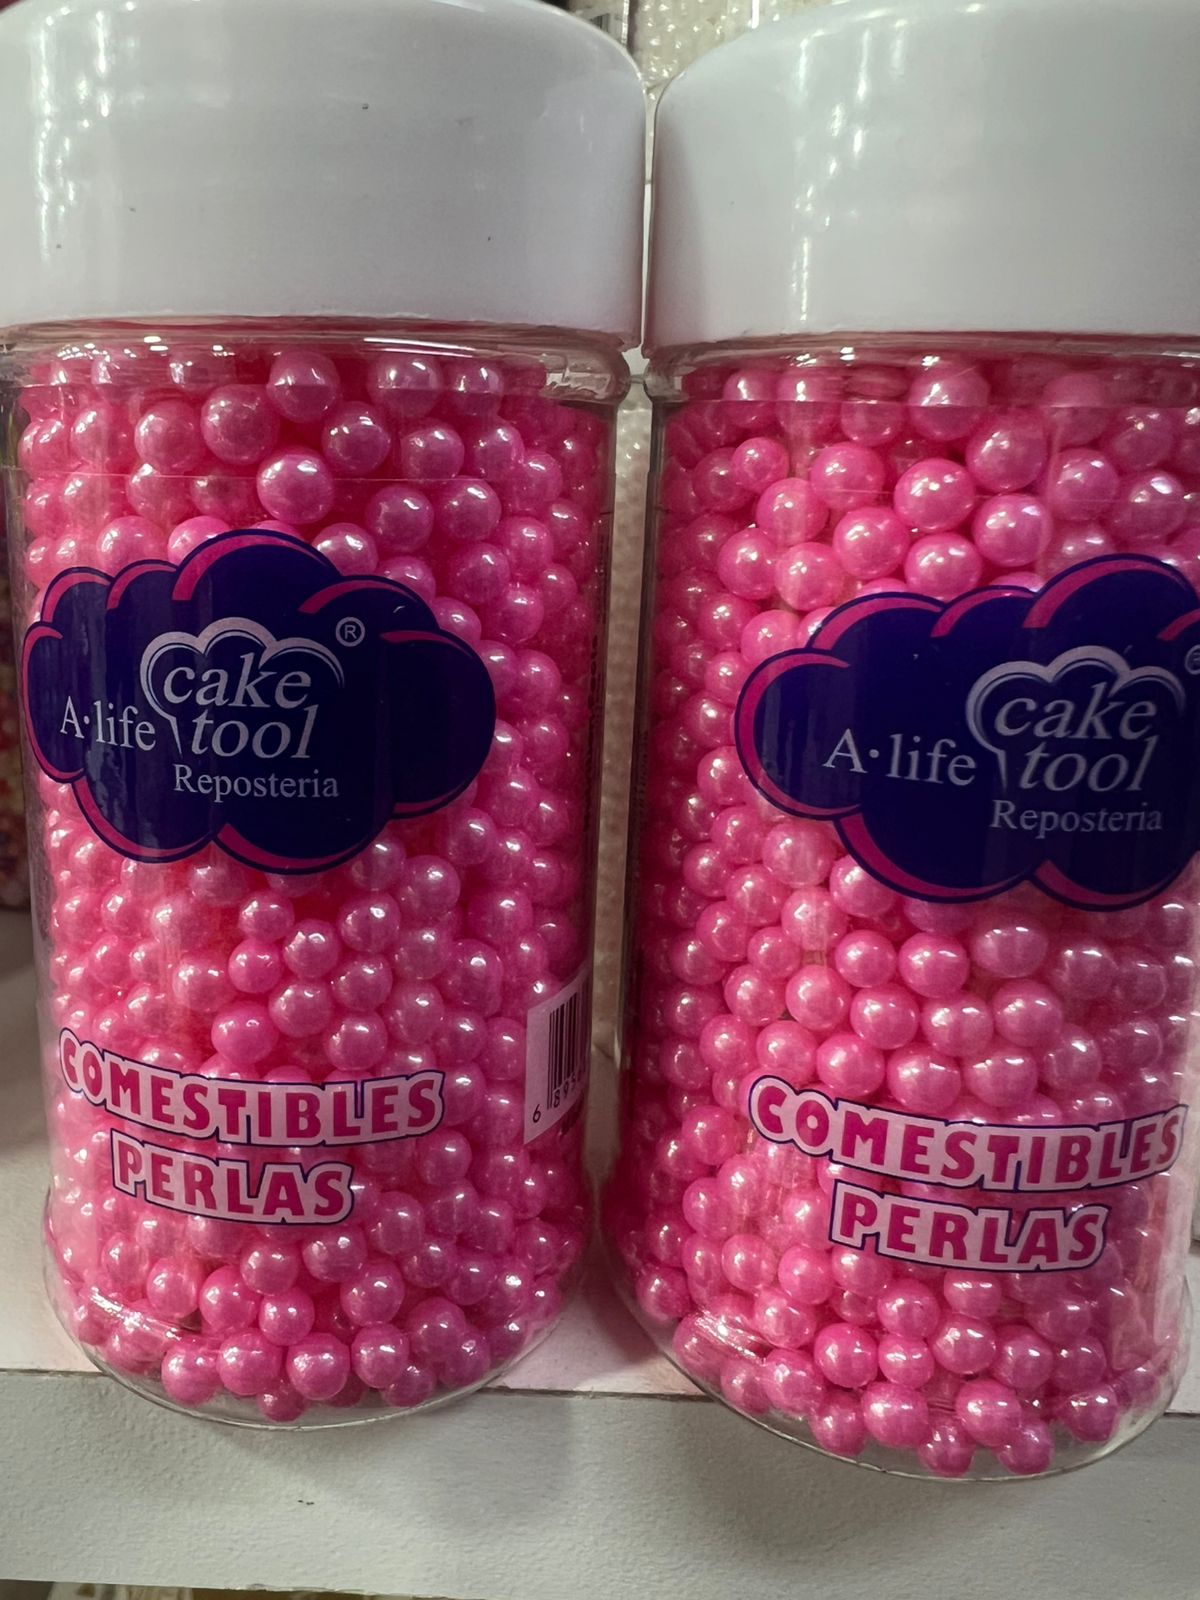 cake
A·life tool
®
Reposteria
COMESTIBLES
PERLAS
cake
A·life tool
Reposteria
COMESTIBLES
PERLAS